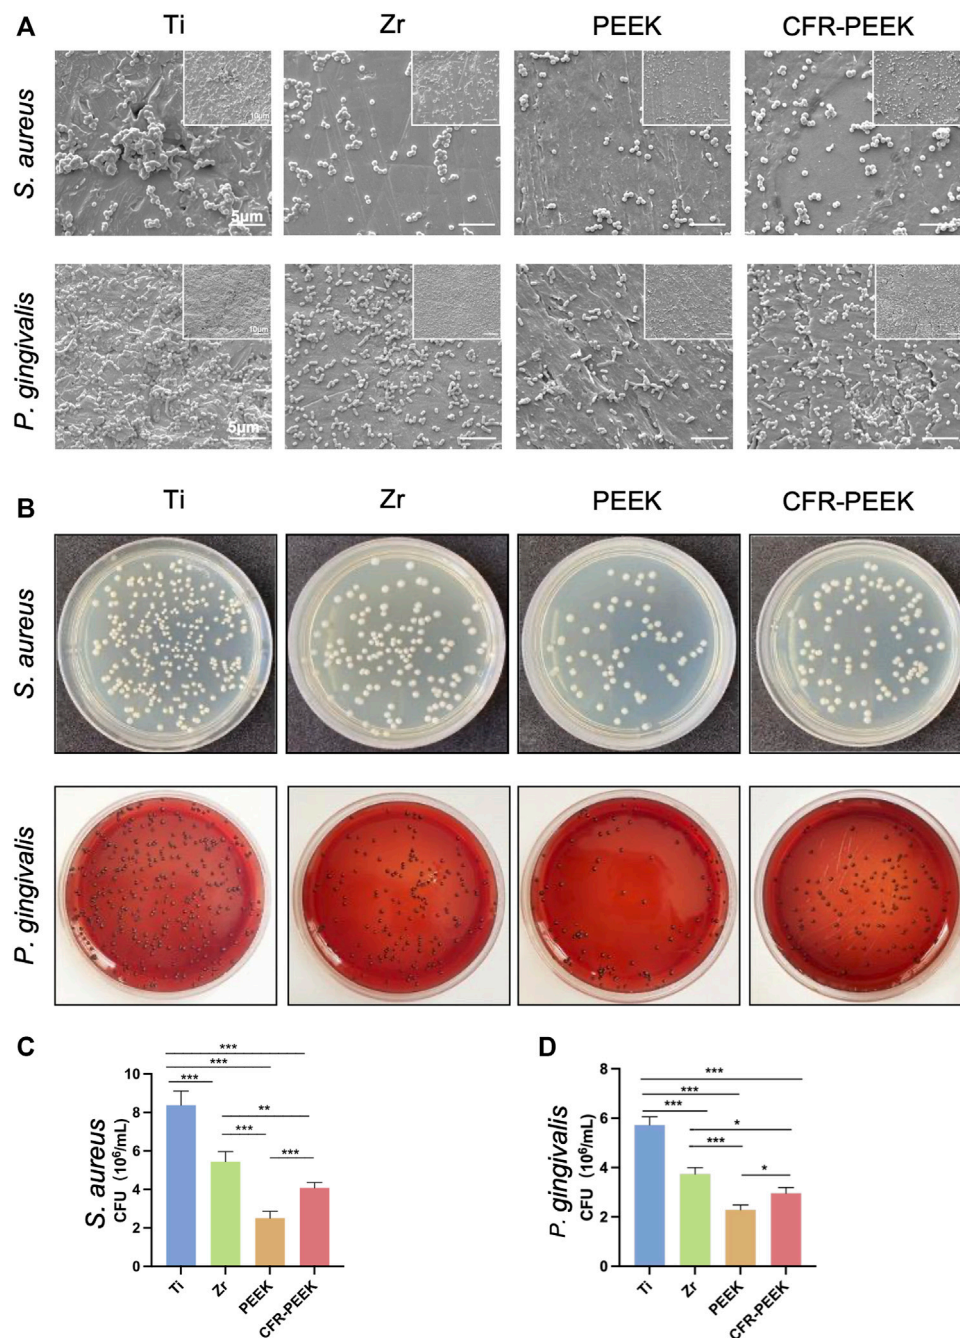 A
Ti Zr PEEK CFR-PEEK
S. aureus
10μm
5μm
P. gingivalis
10μm
5μm
B
Ti Zr PEEK CFR-PEEK
S. aureus
P. gingivalis
C
***
***
***
**
***
***
S. aureus
CFU (10⁶/mL)
10
8
6
4
2
0
Ti Zr PEEK CFR-PEEK
D
***
***
***
*
***
*
P. gingivalis
CFU (10⁶/mL)
8
6
4
2
0
Ti Zr PEEK CFR-PEEK